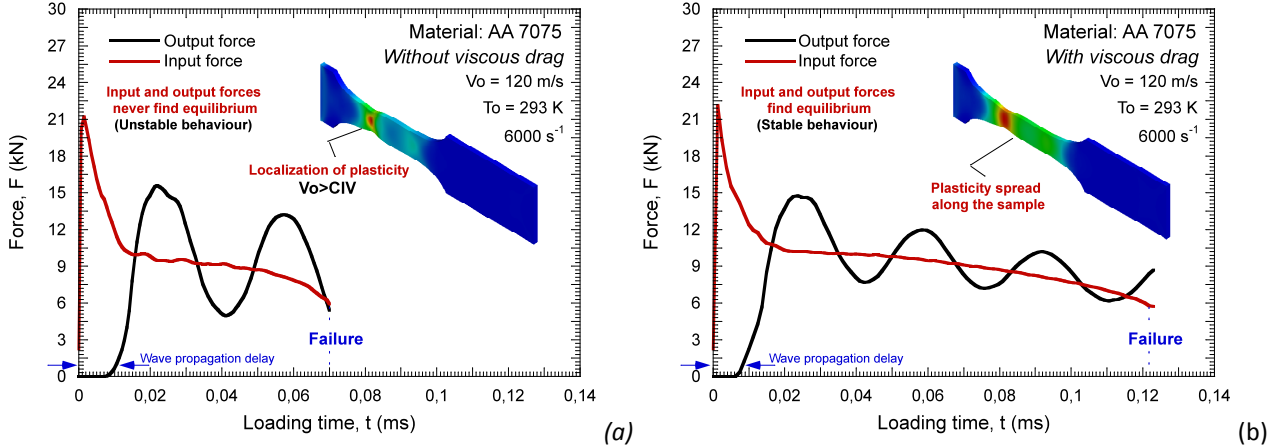 30
27
24
21
18
15
12
9
6
3
0
Force, F (kN)
Output force
Input force
Material: AA 7075
Without viscous drag
Vo = 120 m/s
To = 293 K
6000 s⁻¹
Input and output forces
never find equilibrium
(Unstable behaviour)
Localization of plasticity
Vo>CIV
Failure
Wave propagation delay
0 0,02 0,04 0,06 0,08 0,1 0,12 0,14
Loading time, t (ms)
(a)
30
27
24
21
18
15
12
9
6
3
0
Force, F (kN)
Output force
Input force
Material: AA 7075
With viscous drag
Vo = 120 m/s
To = 293 K
6000 s⁻¹
Input and output forces
find equilibrium
(Stable behaviour)
Plasticity spread
along the sample
Failure
Wave propagation delay
0 0,02 0,04 0,06 0,08 0,1 0,12 0,14
Loading time, t (ms)
(b)